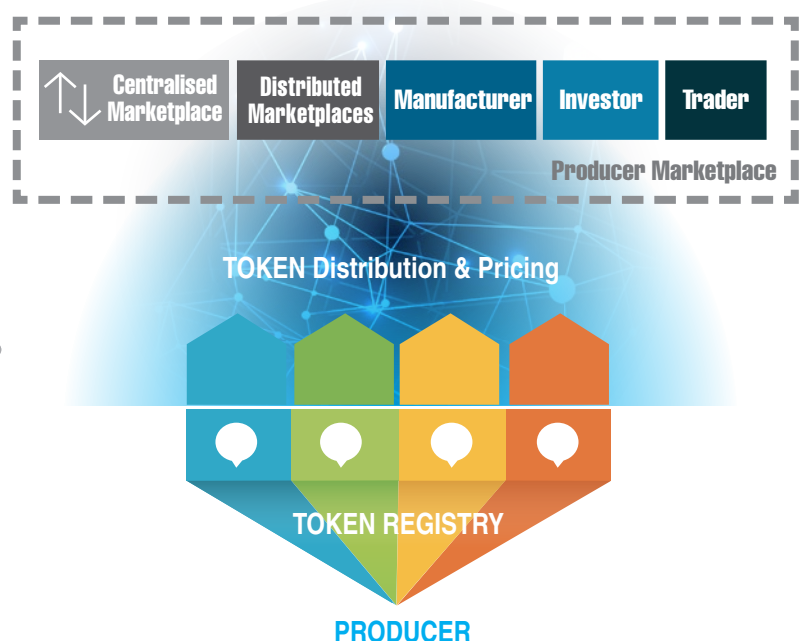 Centralised
Marketplace
Distributed
Marketplaces
Manufacturer
Investor
Trader
Producer Marketplace
TOKEN Distribution & Pricing
TOKEN REGISTRY
PRODUCER